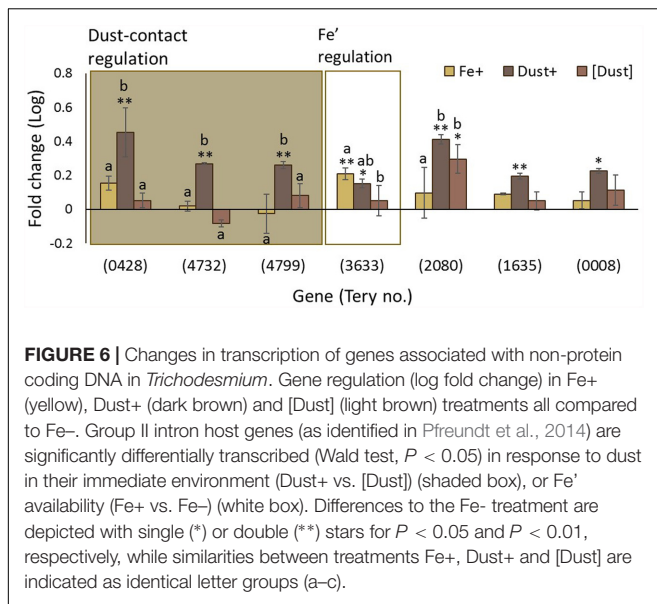 Dust-contact regulation
Fe' regulation
Fe+ Dust+ [Dust]
Fold change (Log)
0.8
0.6
0.4
0.2
0
-0.2
b
**
a
a
b
**
a
a
b
**
a
a
a
**
ab
*
b
a
b
**
b
*
**
*
(0428) (4732) (4799) (3633) (2080) (1635) (0008)
Gene (Tery no.)
FIGURE 6 | Changes in transcription of genes associated with non-protein
coding DNA in Trichodesmium. Gene regulation (log fold change) in Fe+
(yellow), Dust+ (dark brown) and [Dust] (light brown) treatments all compared
to Fe–. Group II intron host genes (as identified in Pfreundt et al., 2014) are
significantly differentially transcribed (Wald test, P < 0.05) in response to dust
in their immediate environment (Dust+ vs. [Dust]) (shaded box), or Fe'
availability (Fe+ vs. Fe–) (white box). Differences to the Fe- treatment are
depicted with single (*) or double (**) stars for P < 0.05 and P < 0.01,
respectively, while similarities between treatments Fe+, Dust+ and [Dust] are
indicated as identical letter groups (a–c).